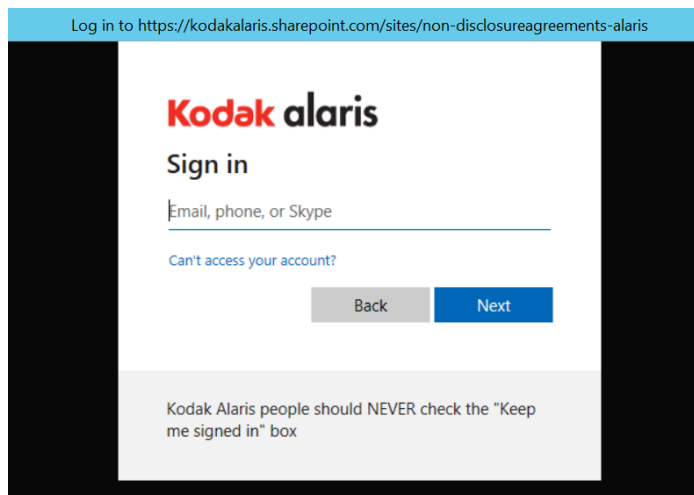 Log in to https://kodakalaris.sharepoint.com/sites/non-disclosureagreements-alaris
Kodak alaris
Sign in
Email, phone, or Skype
Can't access your account?
Back Next
Kodak Alaris people should NEVER check the "Keep
me signed in" box